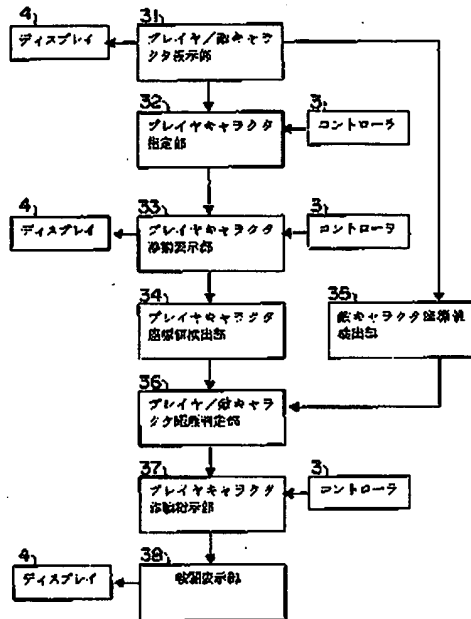 4
ディスプレイ
31
プレイヤ/敵キャラ
クタ表示部
32
プレイヤキャラクタ
指定部
3
コントローラ
4
ディスプレイ
33
プレイヤキャラクタ
移動表示部
3
コントローラ
34
プレイヤキャラクタ
座標値検出部
35
敵キャラクタ座標値
検出部
36
プレイヤ/敵キャラ
クタ距離判定部
37
プレイヤキャラクタ
指示部
3
コントローラ
4
ディスプレイ
38
戦闘表示部